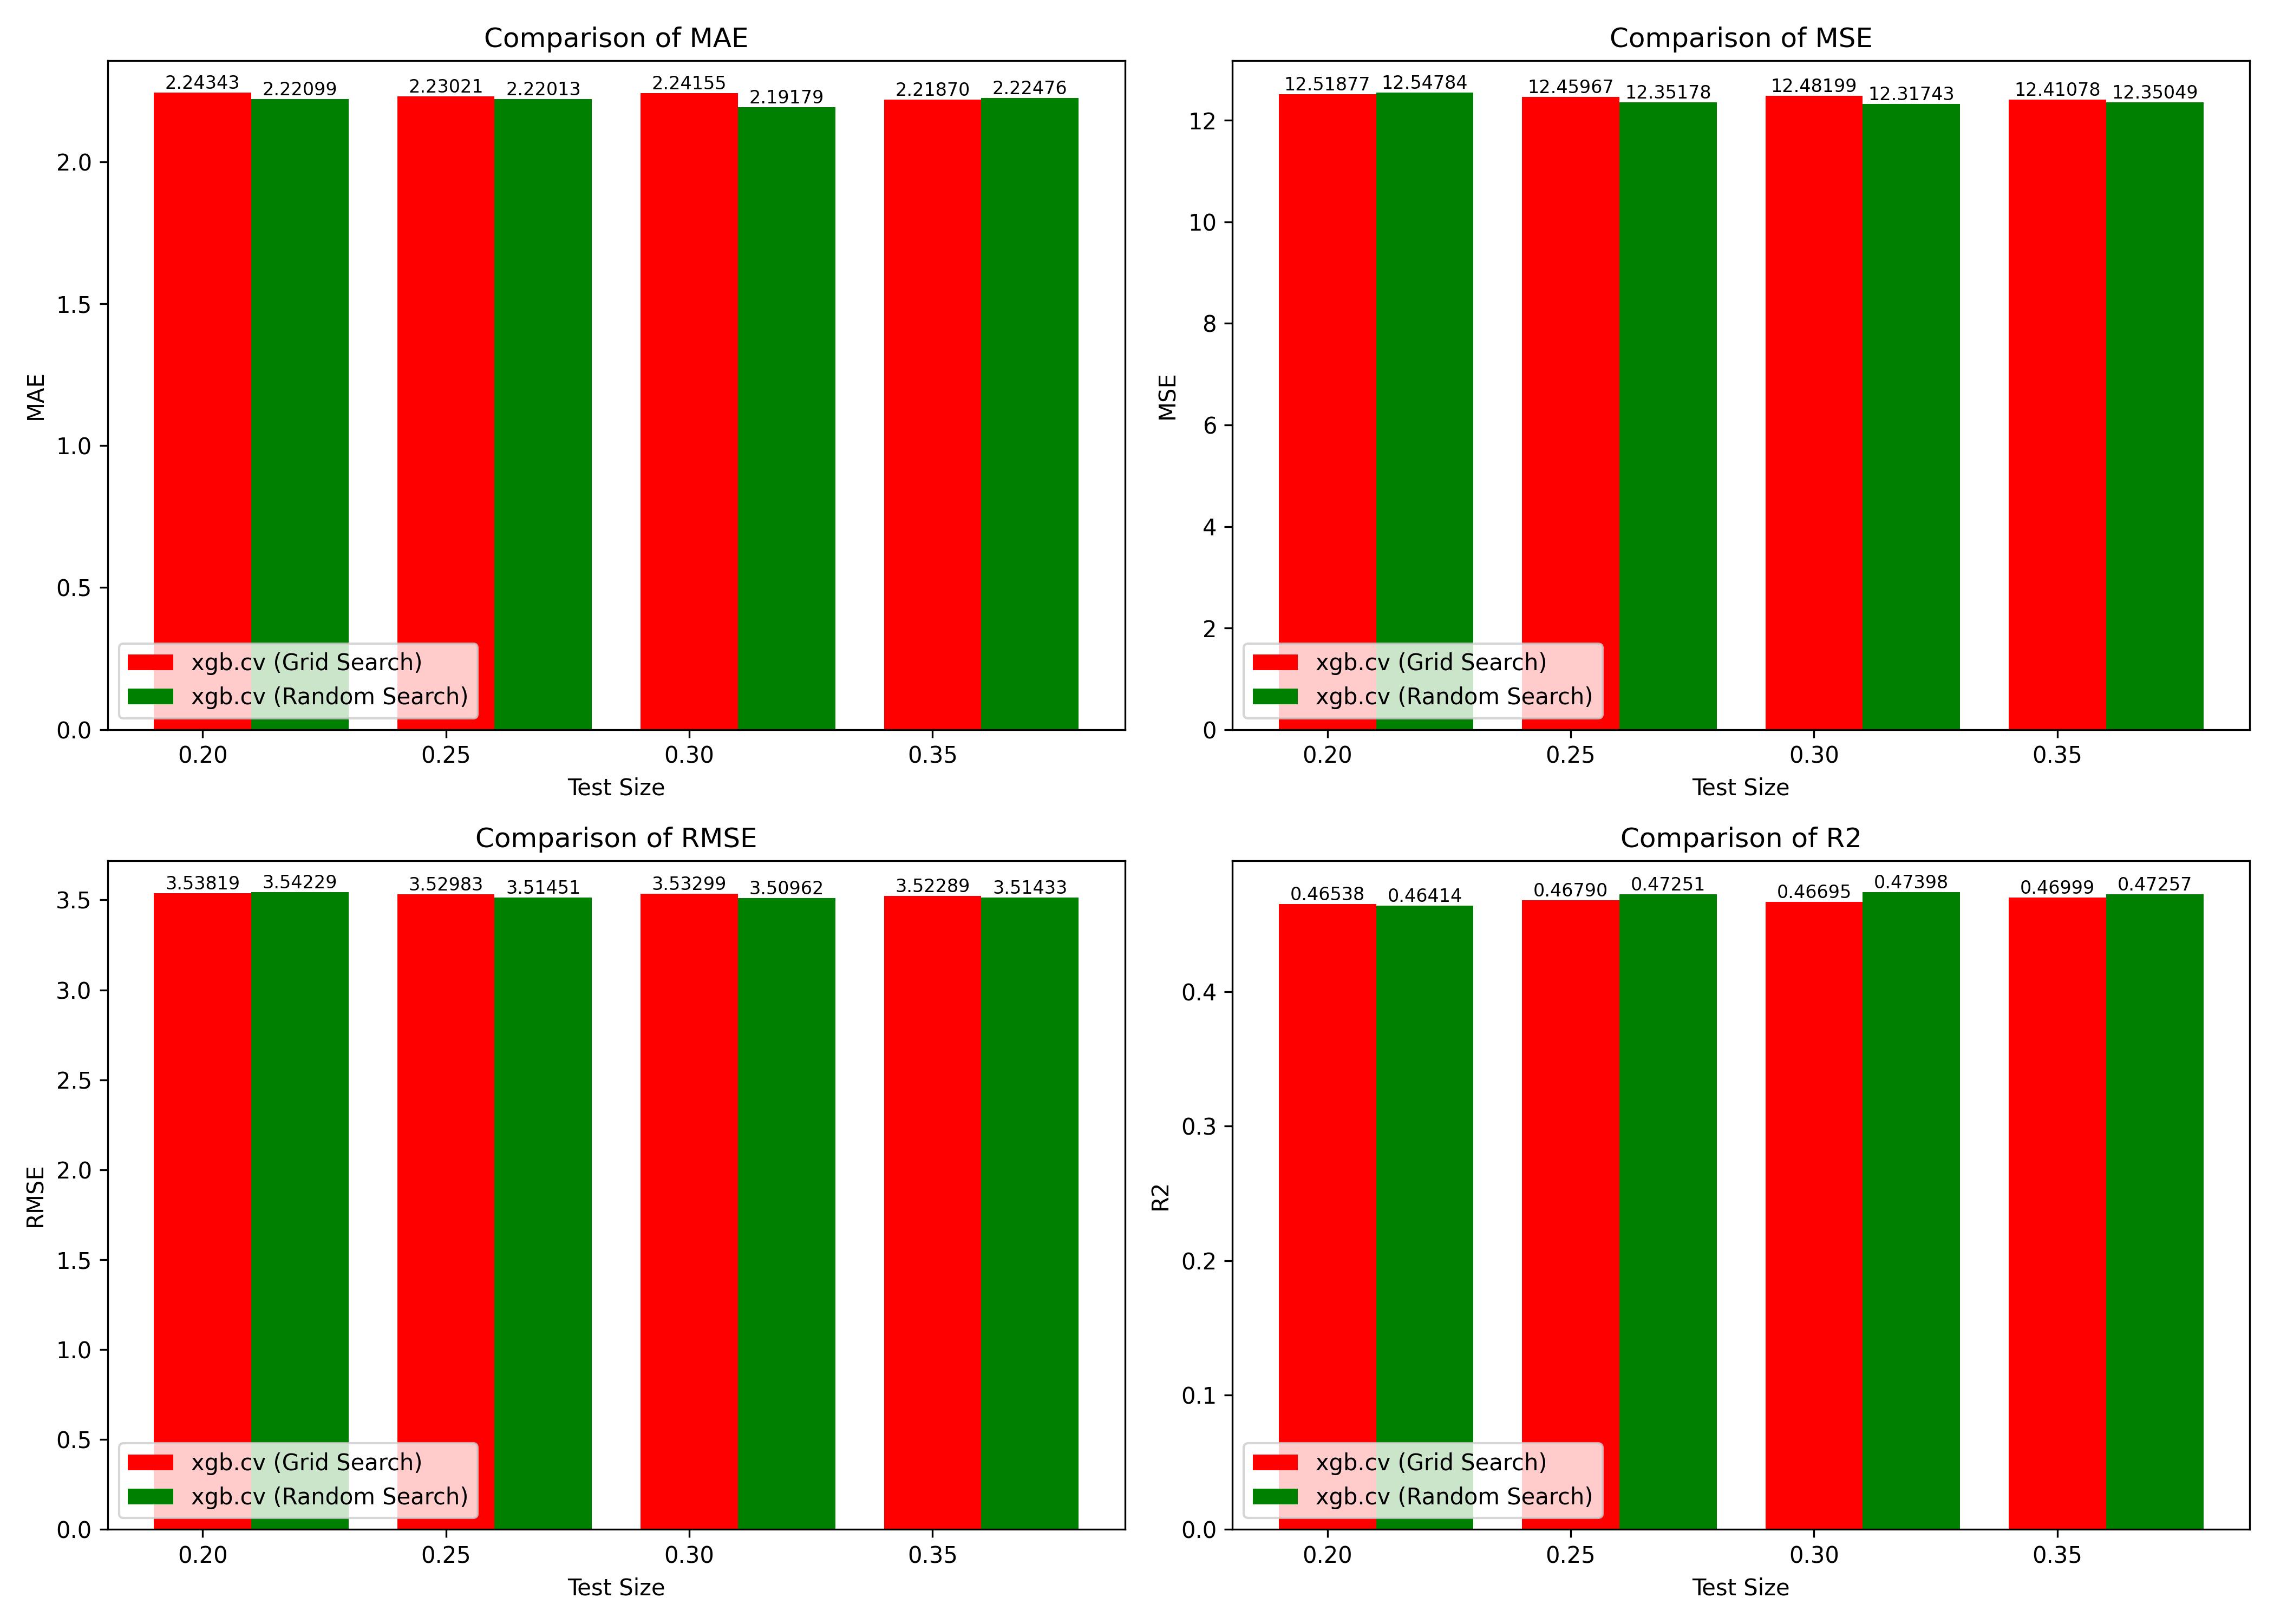 Comparison of MAE
2.24343 2.22099 2.23021 2.22013 2.24155 2.19179 2.21870 2.22476
2.0
1.5
1.0
0.5
0.0
MAE
xgb.cv (Grid Search)
xgb.cv (Random Search)
0.20 0.25 0.30 0.35
Test Size
Comparison of MSE
12.51877 12.54784 12.45967 12.35178 12.48199 12.31743 12.41078 12.35049
12
10
8
6
4
2
0
MSE
xgb.cv (Grid Search)
xgb.cv (Random Search)
0.20 0.25 0.30 0.35
Test Size
Comparison of RMSE
3.53819 3.54229 3.52983 3.51451 3.53299 3.50962 3.52289 3.51433
3.5
3.0
2.5
2.0
1.5
1.0
0.5
0.0
RMSE
xgb.cv (Grid Search)
xgb.cv (Random Search)
0.20 0.25 0.30 0.35
Test Size
Comparison of R2
0.46538 0.46414 0.46790 0.47251 0.46695 0.47398 0.46999 0.47257
0.4
0.3
0.2
0.1
0.0
R2
xgb.cv (Grid Search)
xgb.cv (Random Search)
0.20 0.25 0.30 0.35
Test Size